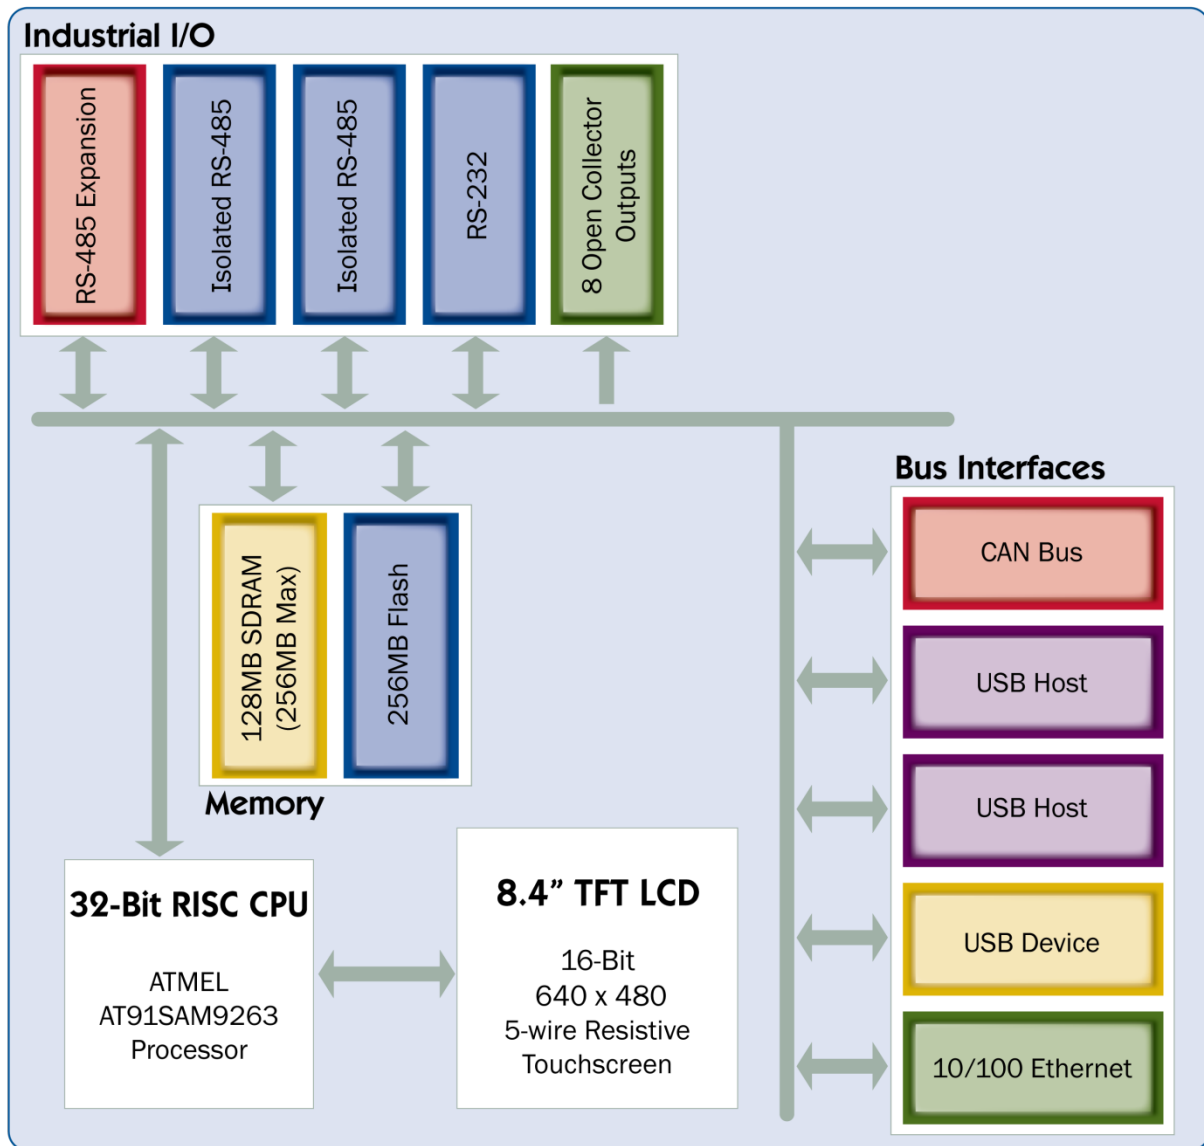 Industrial I/O
RS-485 Expansion
Isolated RS-485
Isolated RS-485
RS-232
8 Open Collector
Outputs
Bus Interfaces
CAN Bus
USB Host
USB Host
USB Device
10/100 Ethernet
128MB SDRAM
(256MB Max)
256MB Flash
Memory
32-Bit RISC CPU
ATMEL
AT91SAM9263
Processor
8.4” TFT LCD
16-Bit
640 x 480
5-wire Resistive
Touchscreen